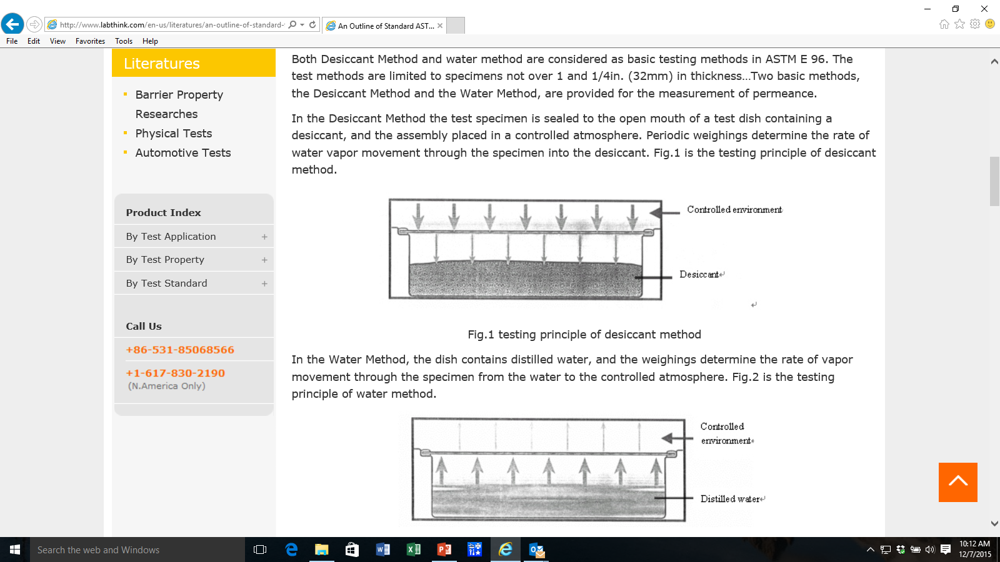 http://www.labthink.com/en-us/literatures/an-outline-of-standard-
An Outline of Standard AST...
File Edit View Favorites Tools Help
Literatures
Barrier Property
Researches
Physical Tests
Automotive Tests
Product Index
By Test Application
By Test Property
By Test Standard
Call Us
+86-531-85068566
+1-617-830-2190
(N.America Only)
Both Desiccant Method and water method are considered as basic testing methods in ASTM E 96. The
test methods are limited to specimens not over 1 and 1/4in. (32mm) in thickness...Two basic methods,
the Desiccant Method and the Water Method, are provided for the measurement of permeance.
In the Desiccant Method the test specimen is sealed to the open mouth of a test dish containing a
desiccant, and the assembly placed in a controlled atmosphere. Periodic weighings determine the rate of
water vapor movement through the specimen into the desiccant. Fig.1 is the testing principle of desiccant
method.
Controlled environment
Desiccant
Fig.1 testing principle of desiccant method
In the Water Method, the dish contains distilled water, and the weighings determine the rate of vapor
movement through the specimen from the water to the controlled atmosphere. Fig.2 is the testing
principle of water method.
Controlled
environment
Distilled water
Search the web and Windows
10:12 AM
12/7/2015